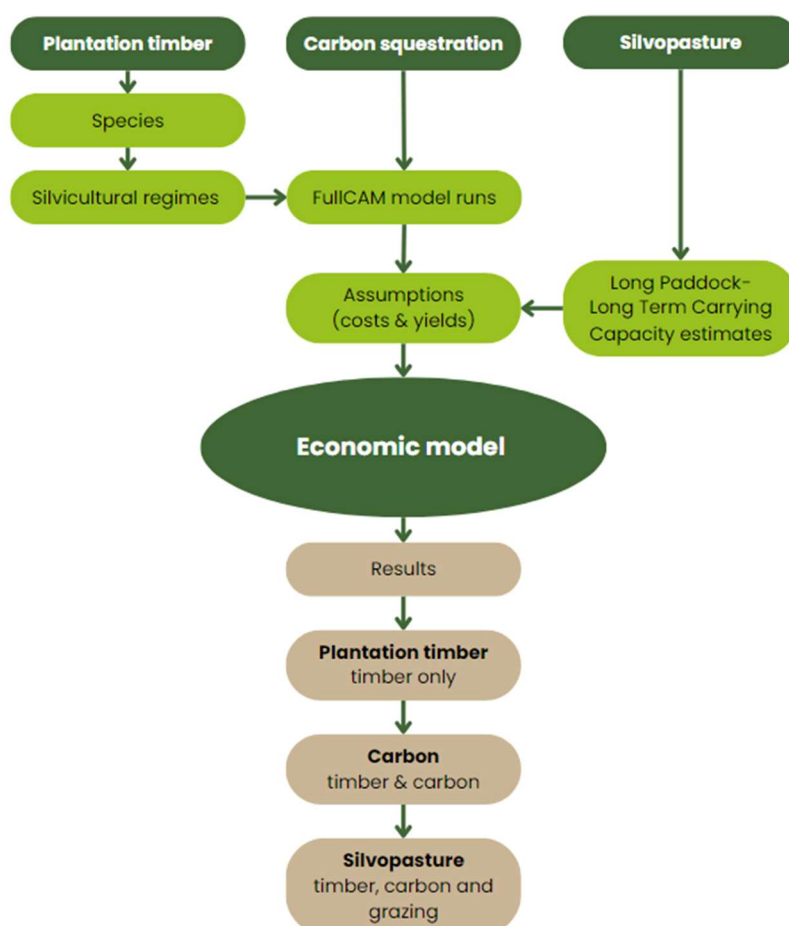 Plantation timber
Carbon squestration
Silvopasture
Species
Silvicultural regimes
FullCAM model runs
Assumptions
(costs & yields)
Long Paddock-
Long Term Carrying
Capacity estimates
Economic model
Results
Plantation timber
timber only
Carbon
timber & carbon
Silvopasture
timber, carbon and
grazing